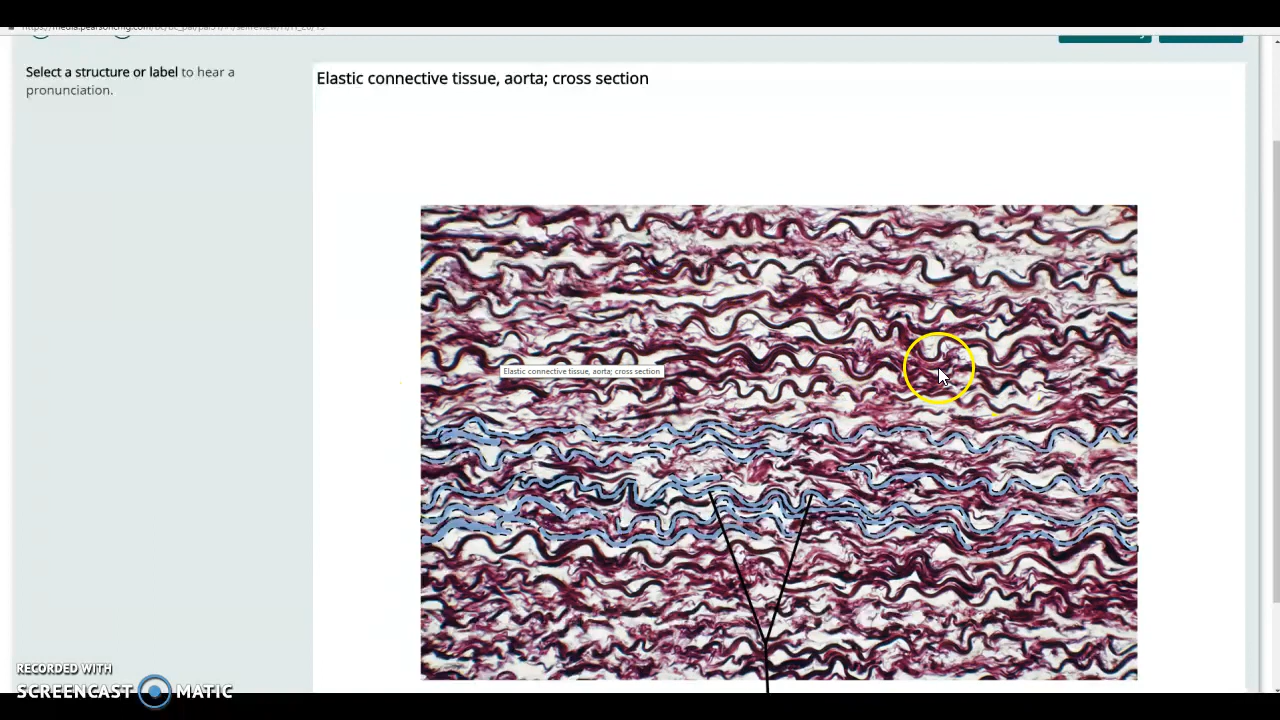 Select a structure or label to hear a
pronunciation.
Elastic connective tissue, aorta; cross section
Elastic connective tissue, aorta; cross section
RECORDED WITH
SCREENCAST MATIC